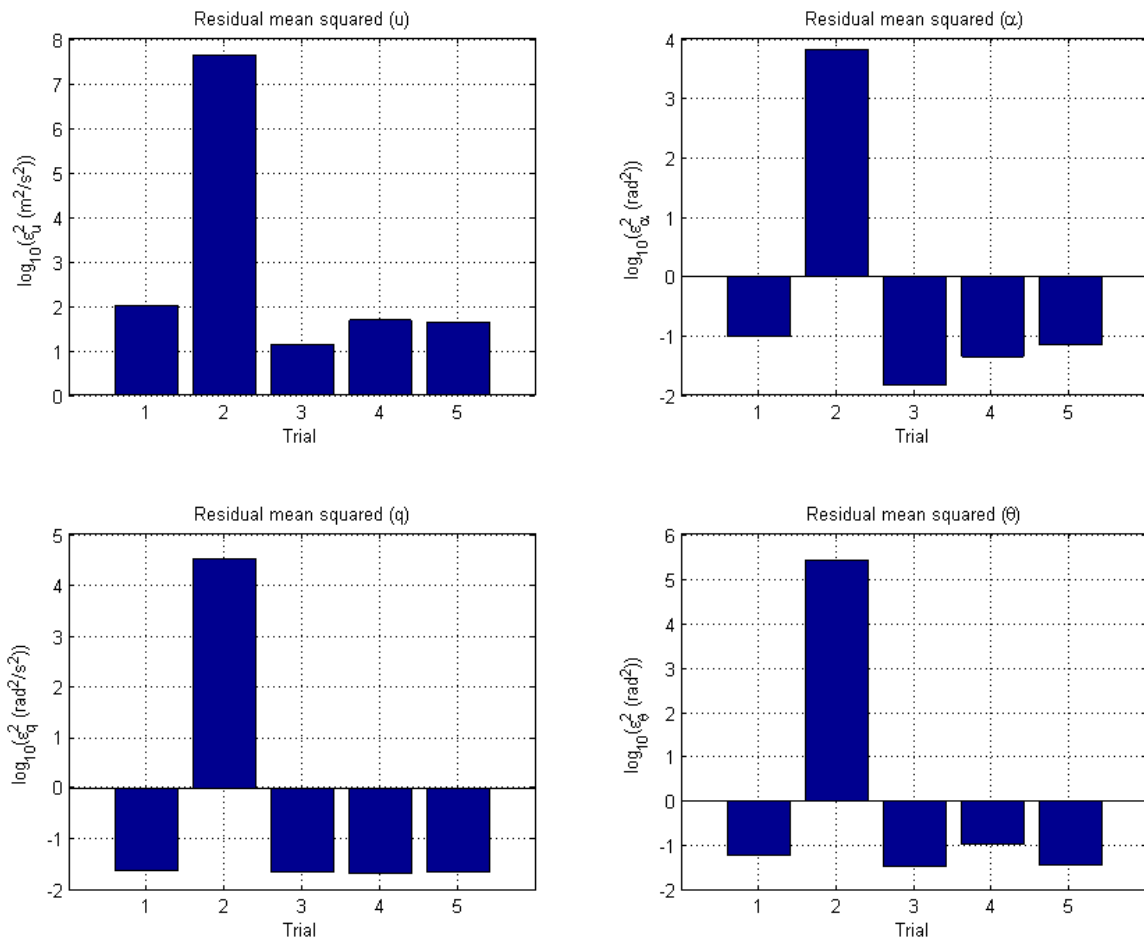 Residual mean squared (u)
8
7
6
5
4
3
2
1
0
log10(ε²u (m²/s²))
1 2 3 4 5
Trial
Residual mean squared (α)
4
3
2
1
0
-1
-2
log10(ε²α (rad²))
1 2 3 4 5
Trial
Residual mean squared (q)
5
4
3
2
1
0
-1
-2
log10(ε²q (rad²/s²))
1 2 3 4 5
Trial
Residual mean squared (θ)
6
5
4
3
2
1
0
-1
-2
log10(ε²θ (rad²))
1 2 3 4 5
Trial